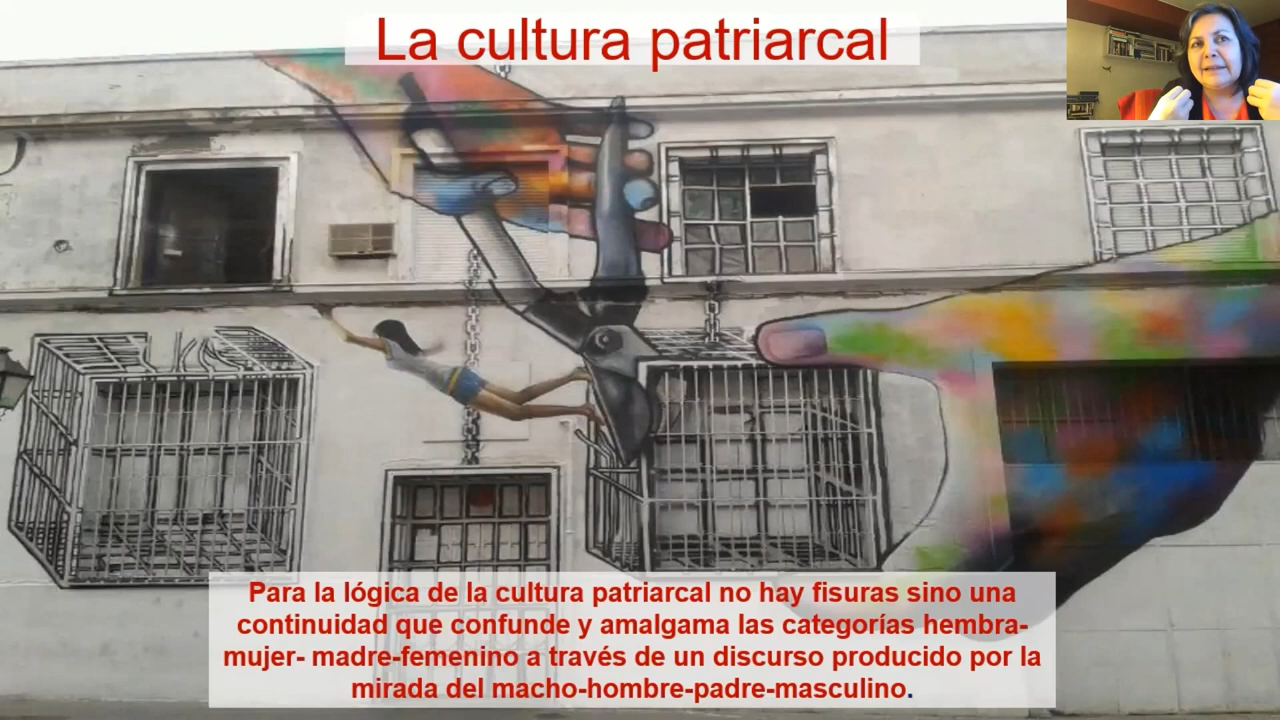 La cultura patriarcal
Para la lógica de la cultura patriarcal no hay fisuras sino una
continuidad que confunde y amalgama las categorías hembra-
mujer- madre-femenino a través de un discurso producido por la
mirada del macho-hombre-padre-masculino.